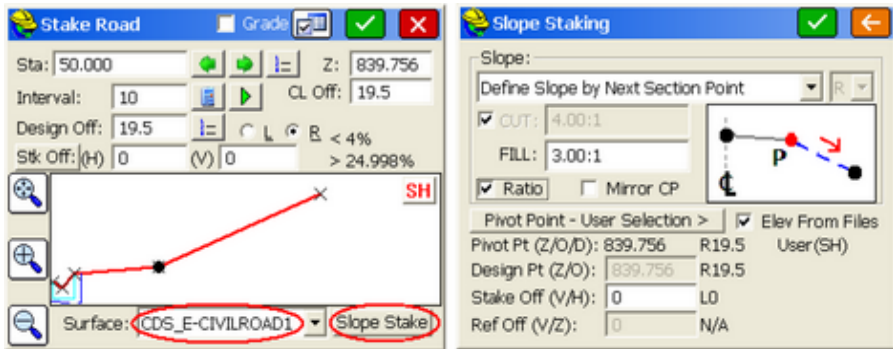 Stake Road Grade
Sta: 50.000 Z: 839.756
Interval: 10 CL Off: 19.5
Design Off: 19.5 L R < 4%
Stk Off: (H) 0 (V) 0 > 24.998%
SH
Surface: CDS_E-CIVILROAD1 Slope Stake
Slope Staking
Slope:
Define Slope by Next Section Point R
CUT: 4.00:1
FILL: 3.00:1
P
Ratio Mirror CP
Pivot Point - User Selection > Elev From Files
Pivot Pt (Z/O/D): 839.756 R19.5 User(SH)
Design Pt (Z/O): 839.756 R19.5
Stake Off (V/H): 0 L0
Ref Off (V/Z): 0 N/A